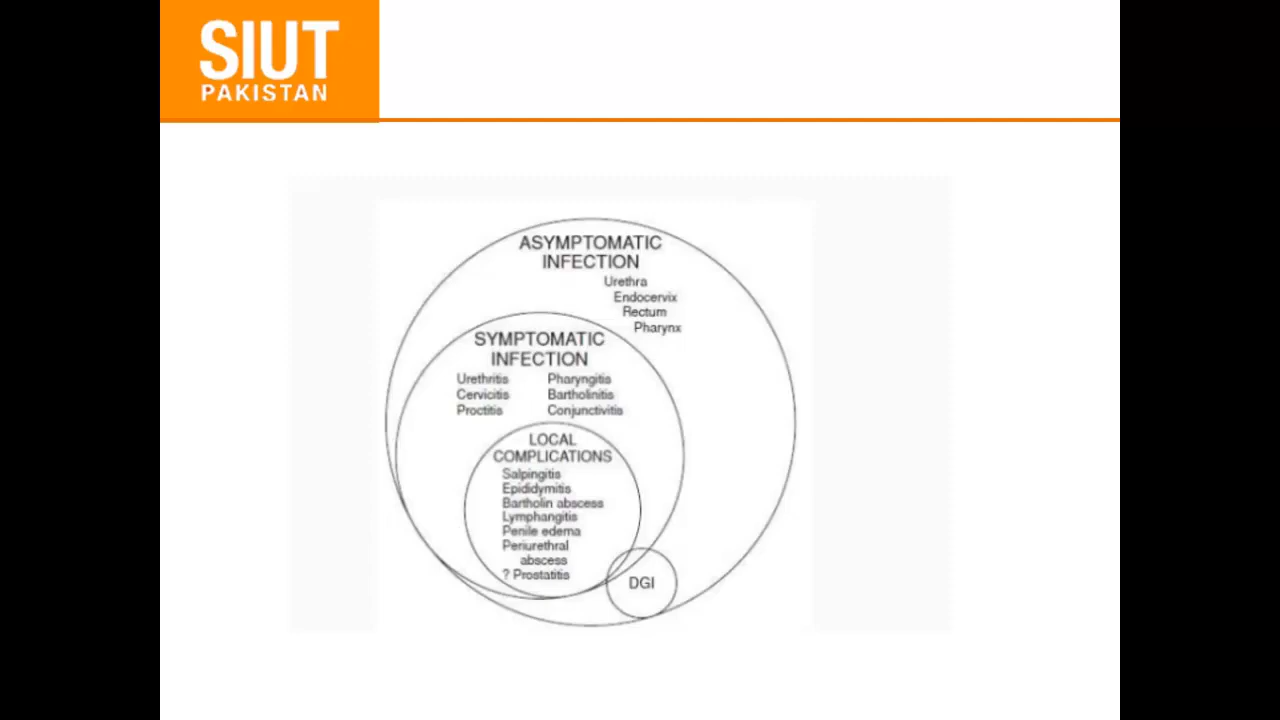 SIUT
PAKISTAN
ASYMPTOMATIC
INFECTION
Urethra
Endocervix
Rectum
Pharynx
SYMPTOMATIC
INFECTION
Urethritis Pharyngitis
Cervicitis Bartholinitis
Proctitis Conjunctivitis
LOCAL
COMPLICATIONS
Salpingitis
Epididymitis
Bartholin abscess
Lymphangitis
Penile edema
Periurethral
abscess
? Prostatitis
DGI